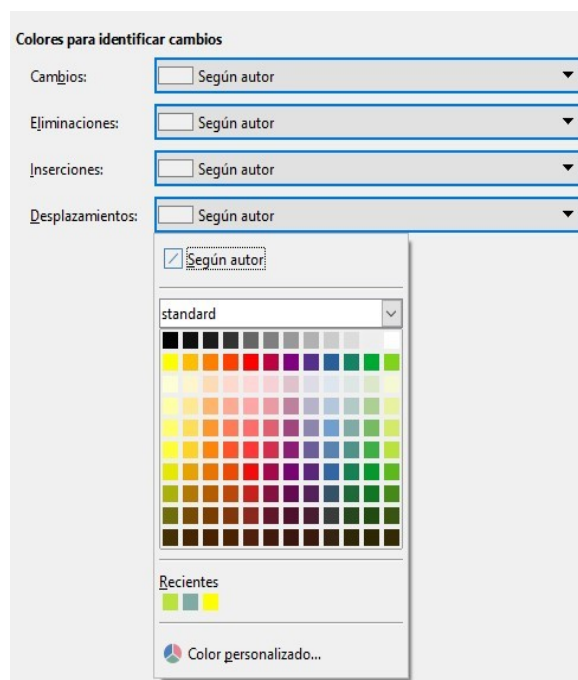 Colores para identificar cambios
Cambios: Según autor
Eliminaciones: Según autor
Inserciones: Según autor
Desplazamientos: Según autor
Según autor
standard
Recientes
Color personalizado...